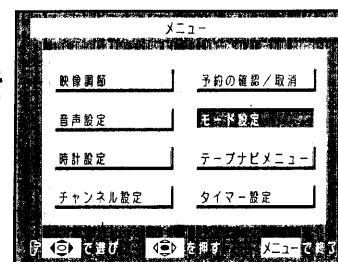 メニュー
映像調節
予約の確認/取消
音声設定
モード設定
時計設定
テープナビメニュー
チャンネル設定
タイマー設定
で選び を押す メニューで終了